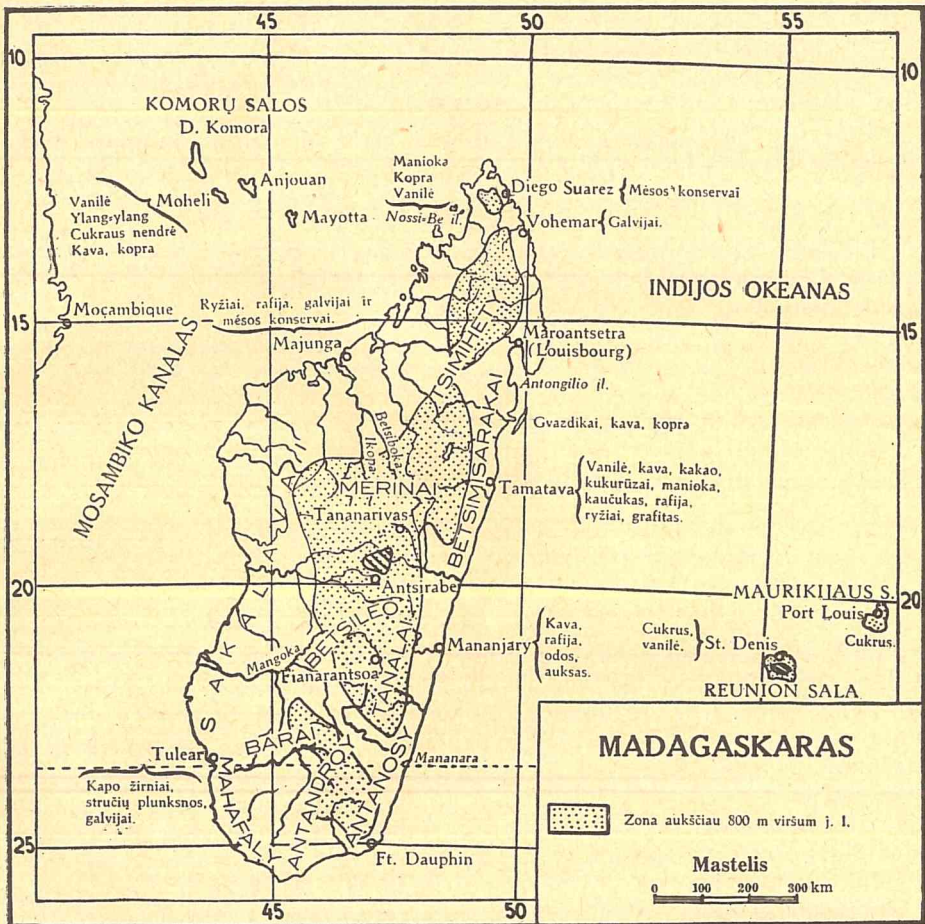 45
50
55
10
10
KOMORŲ SALOS
D. Komora
Anjouan
Moheli
Mayotta
Vanilė
Ylang-ylang
Cukraus nendrė
Kava, kopra
Manioka
Kopra
Vanilė
Nossi-Be il.
Diego Suarez
Mėsos konservai
Vohemar
Galvijai.
INDIJOS OKEANAS
Moçambique
15
15
Ryžiai, rafija, galvijai ir
mėsos konservai.
Majunga
Maroantsetra
(Louisbourg)
TSIMIHETI
Antongilio įl.
MOSAMBIKO KANALAS
Betsiboka
Ikopa
Gvazdikai, kava, kopra
BETSIMISARAKAI
MERINAI
Tananarivas
Tamatava
Vanilė, kava, kakao,
kukurūzai, manioka,
kaučukas, rafija,
ryžiai, grafitas.
SAKALAVAI
20
20
Antsirabe
MAURIKIJAUS S.
Port Louis
Cukrus.
BETSILEO
TANALAI
Mananjary
Kava,
rafija,
odos,
auksas.
Cukrus,
vanilė.
St. Denis
REUNION SALA
Mangoka
Fianarantsoa
BARAI
Tulear
Mananara
Kapo žirniai,
stručių plunksnos,
galvijai.
MAHAFALY
ANTANDROY
ANTANOSY
25
Ft. Dauphin
45
50
MADAGASKARAS
Zona aukščiau 800 m viršum j. l.
Mastelis
0 100 200 300 km